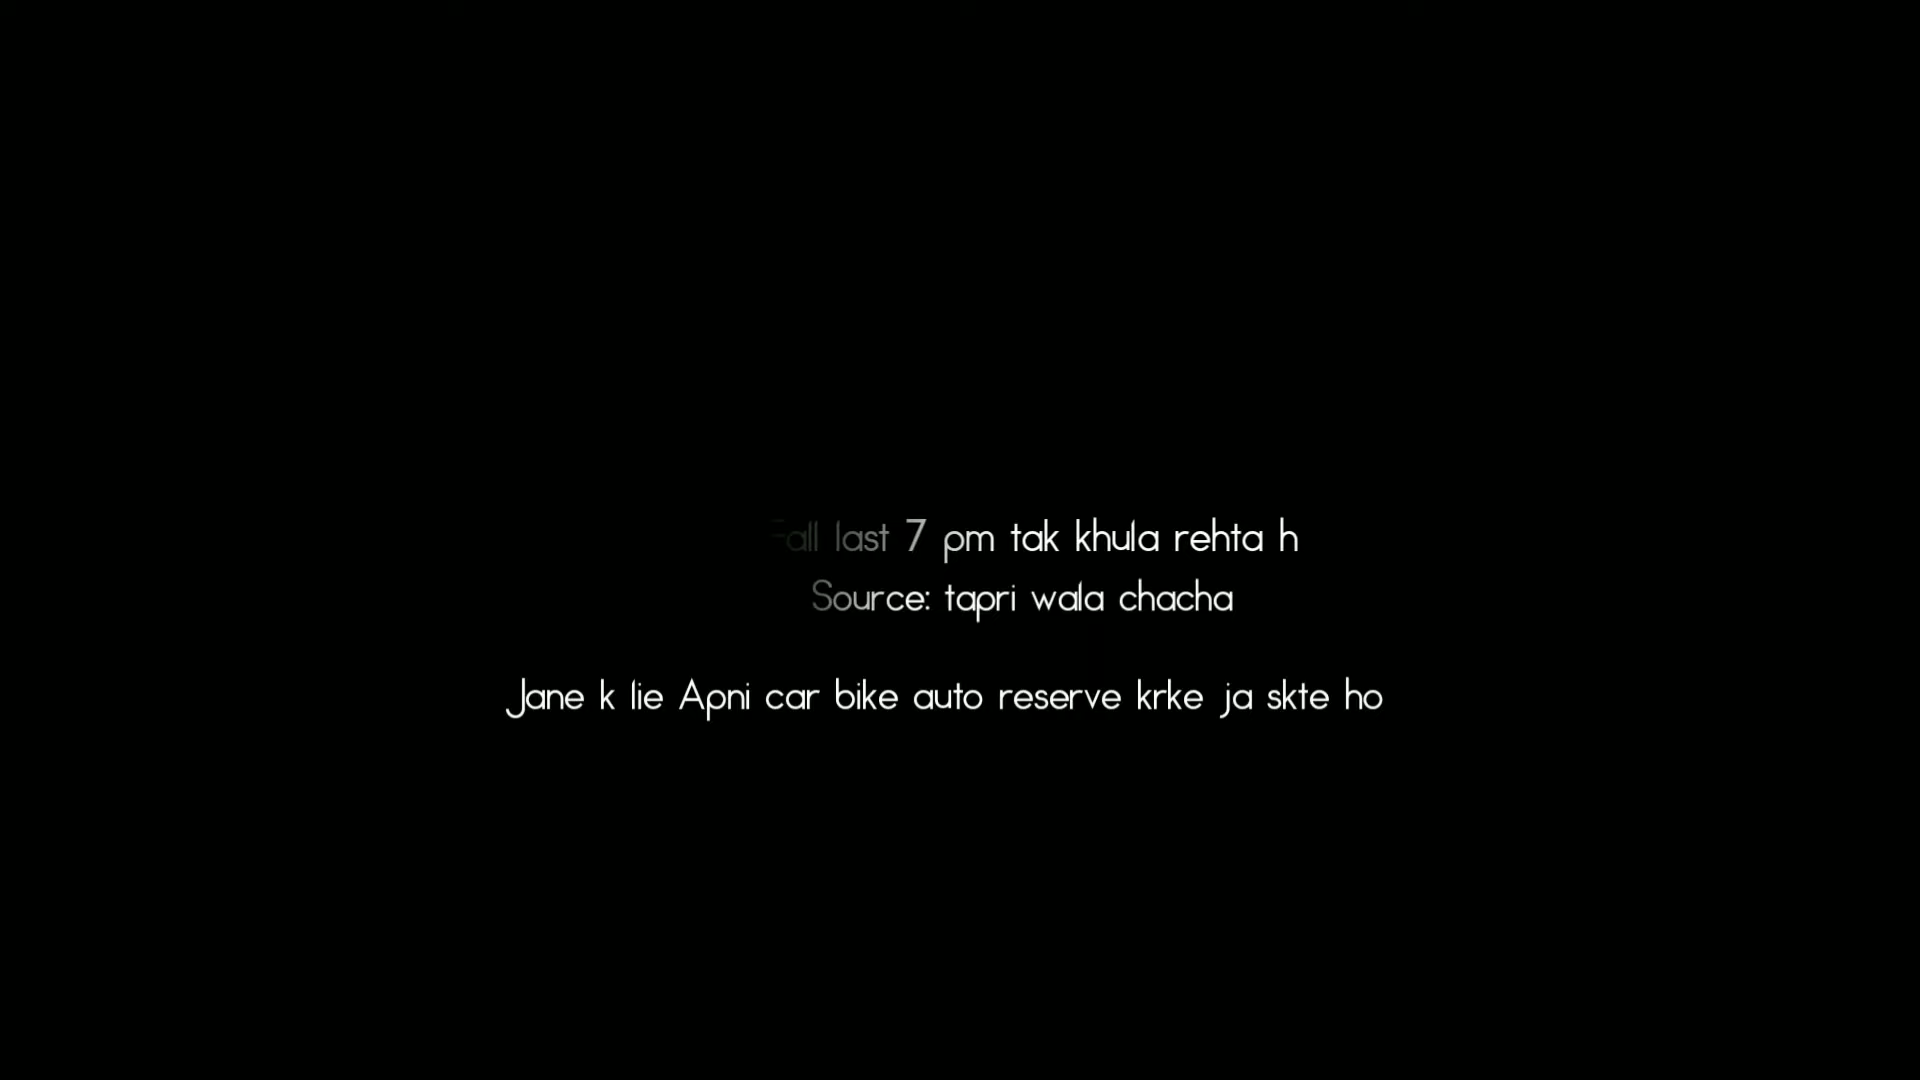 Fall last 7 pm tak khula rehta h
Source: tapri wala chacha
Jane k lie Apni car bike auto reserve krke ja skte ho